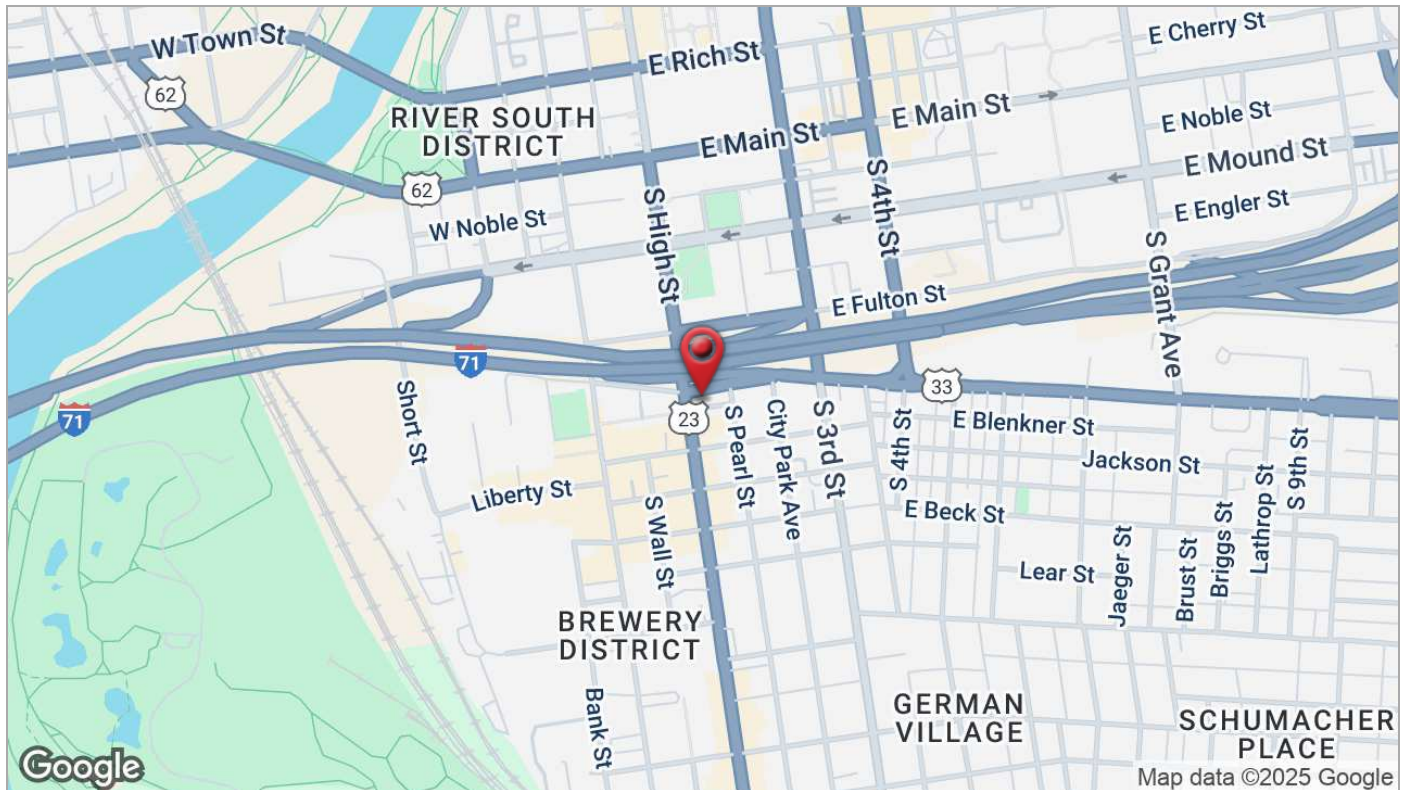 W Town St
E Rich St
E Cherry St
62
RIVER SOUTH
DISTRICT
E Main St
E Main St
E Noble St
E Mound St
62
S High St
S 4th St
W Noble St
E Engler St
S Grant Ave
E Fulton St
71
71
33
23
Short St
S Pearl St
City Park Ave
S 3rd St
S 4th St
E Blenkner St
Jackson St
Liberty St
S Wall St
E Beck St
Lathrop St
S 9th St
Briggs St
Brust St
Jaeger St
Lear St
BREWERY
DISTRICT
Bank St
GERMAN
VILLAGE
SCHUMACHER
PLACE
Google
Map data ©2025 Google